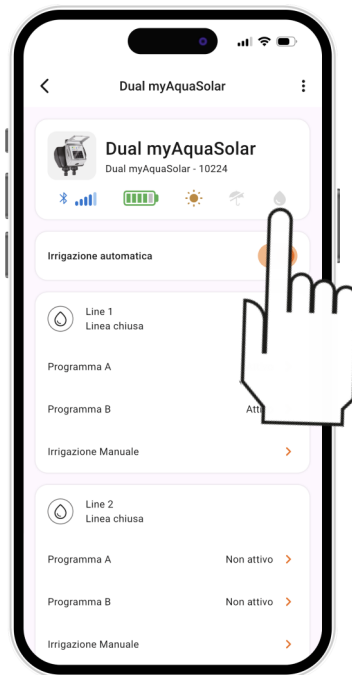 Dual myAquaSolar
Dual myAquaSolar
Dual myAquaSolar - 10224
Irrigazione automatica
Line 1
Linea chiusa
Programma A
Programma B
Irrigazione Manuale
Line 2
Linea chiusa
Programma A Non attivo
Programma B Non attivo
Irrigazione Manuale